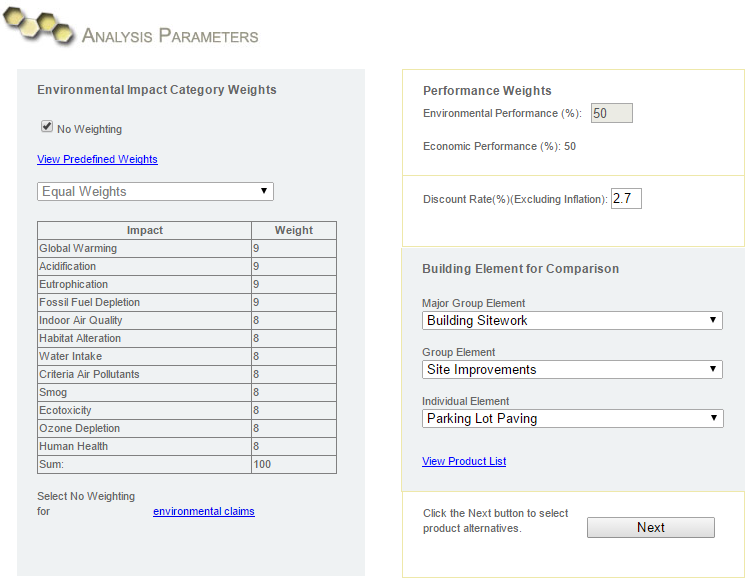 ANALYSIS PARAMETERS
Environmental Impact Category Weights
No Weighting
View Predefined Weights
Equal Weights
Impact Weight
Global Warming 9
Acidification 9
Eutrophication 9
Fossil Fuel Depletion 9
Indoor Air Quality 8
Habitat Alteration 8
Water Intake 8
Criteria Air Pollutants 8
Smog 8
Ecotoxicity 8
Ozone Depletion 8
Human Health 8
Sum: 100
Select No Weighting
for environmental claims
Performance Weights
Environmental Performance (%): 50
Economic Performance (%): 50
Discount Rate(%)(Excluding Inflation): 2.7
Building Element for Comparison
Major Group Element
Building Sitework
Group Element
Site Improvements
Individual Element
Parking Lot Paving
View Product List
Click the Next button to select
product alternatives.
Next